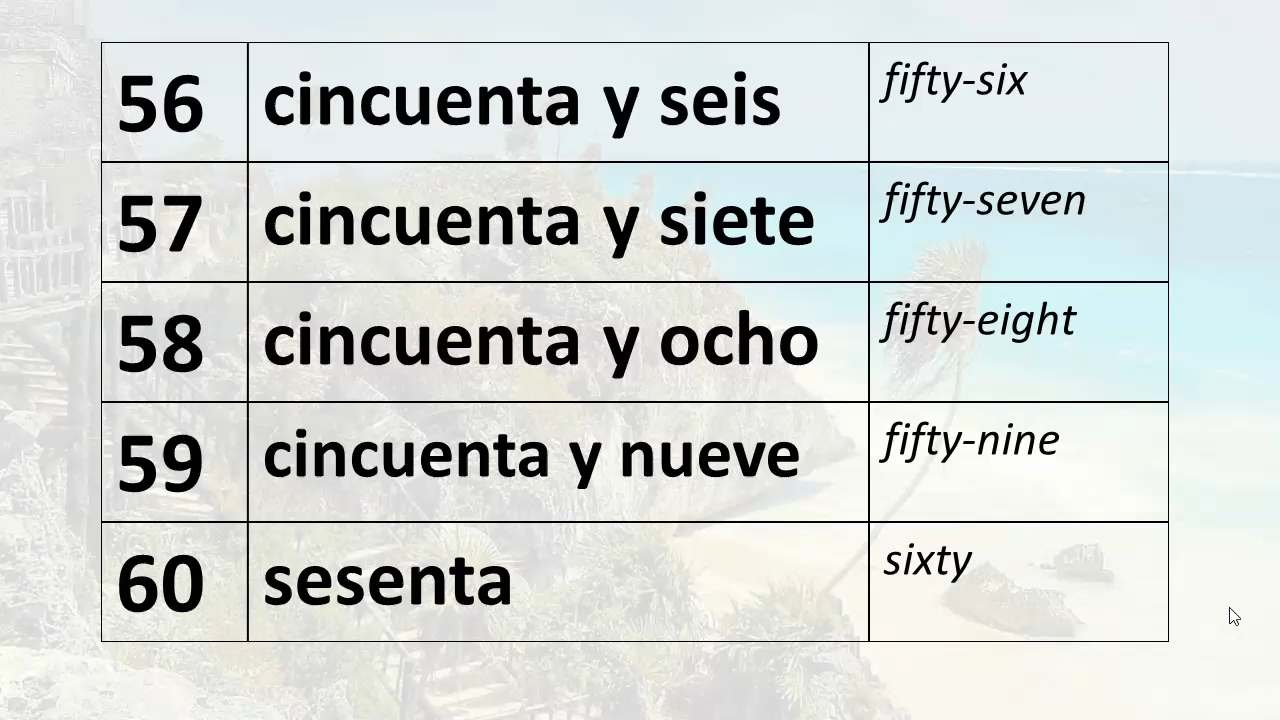 56 cincuenta y seis fifty-six
57 cincuenta y siete fifty-seven
58 cincuenta y ocho fifty-eight
59 cincuenta y nueve fifty-nine
60 sesenta sixty